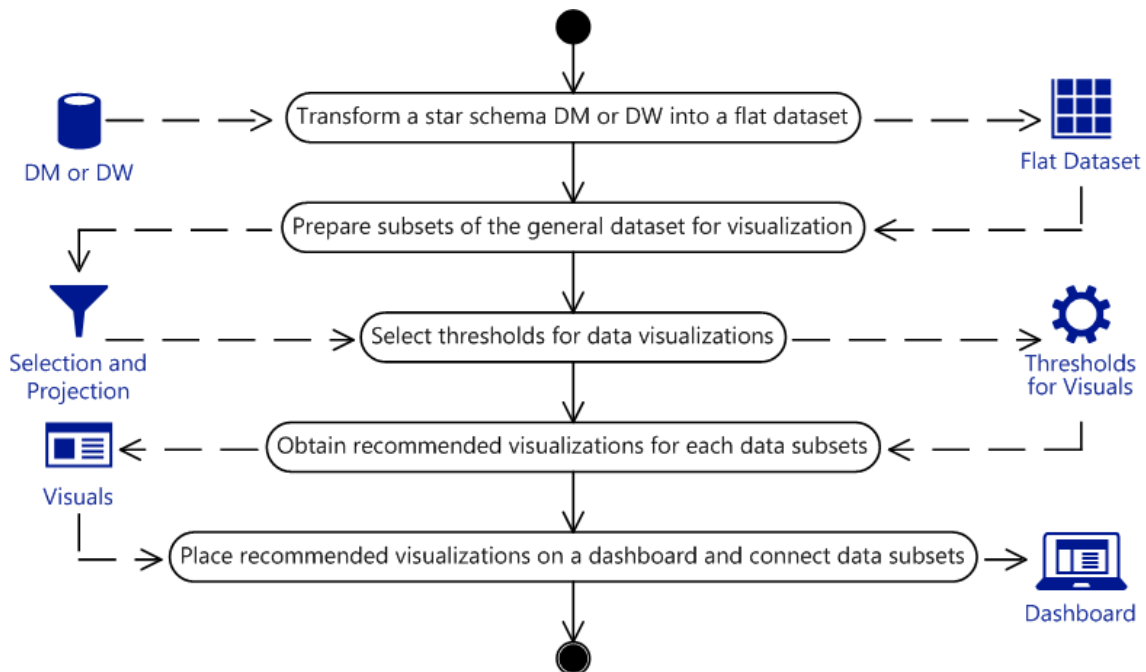 Transform a star schema DM or DW into a flat dataset
DM or DW
Flat Dataset
Prepare subsets of the general dataset for visualization
Select thresholds for data visualizations
Selection and
Projection
Thresholds
for Visuals
Obtain recommended visualizations for each data subsets
Visuals
Place recommended visualizations on a dashboard and connect data subsets
Dashboard